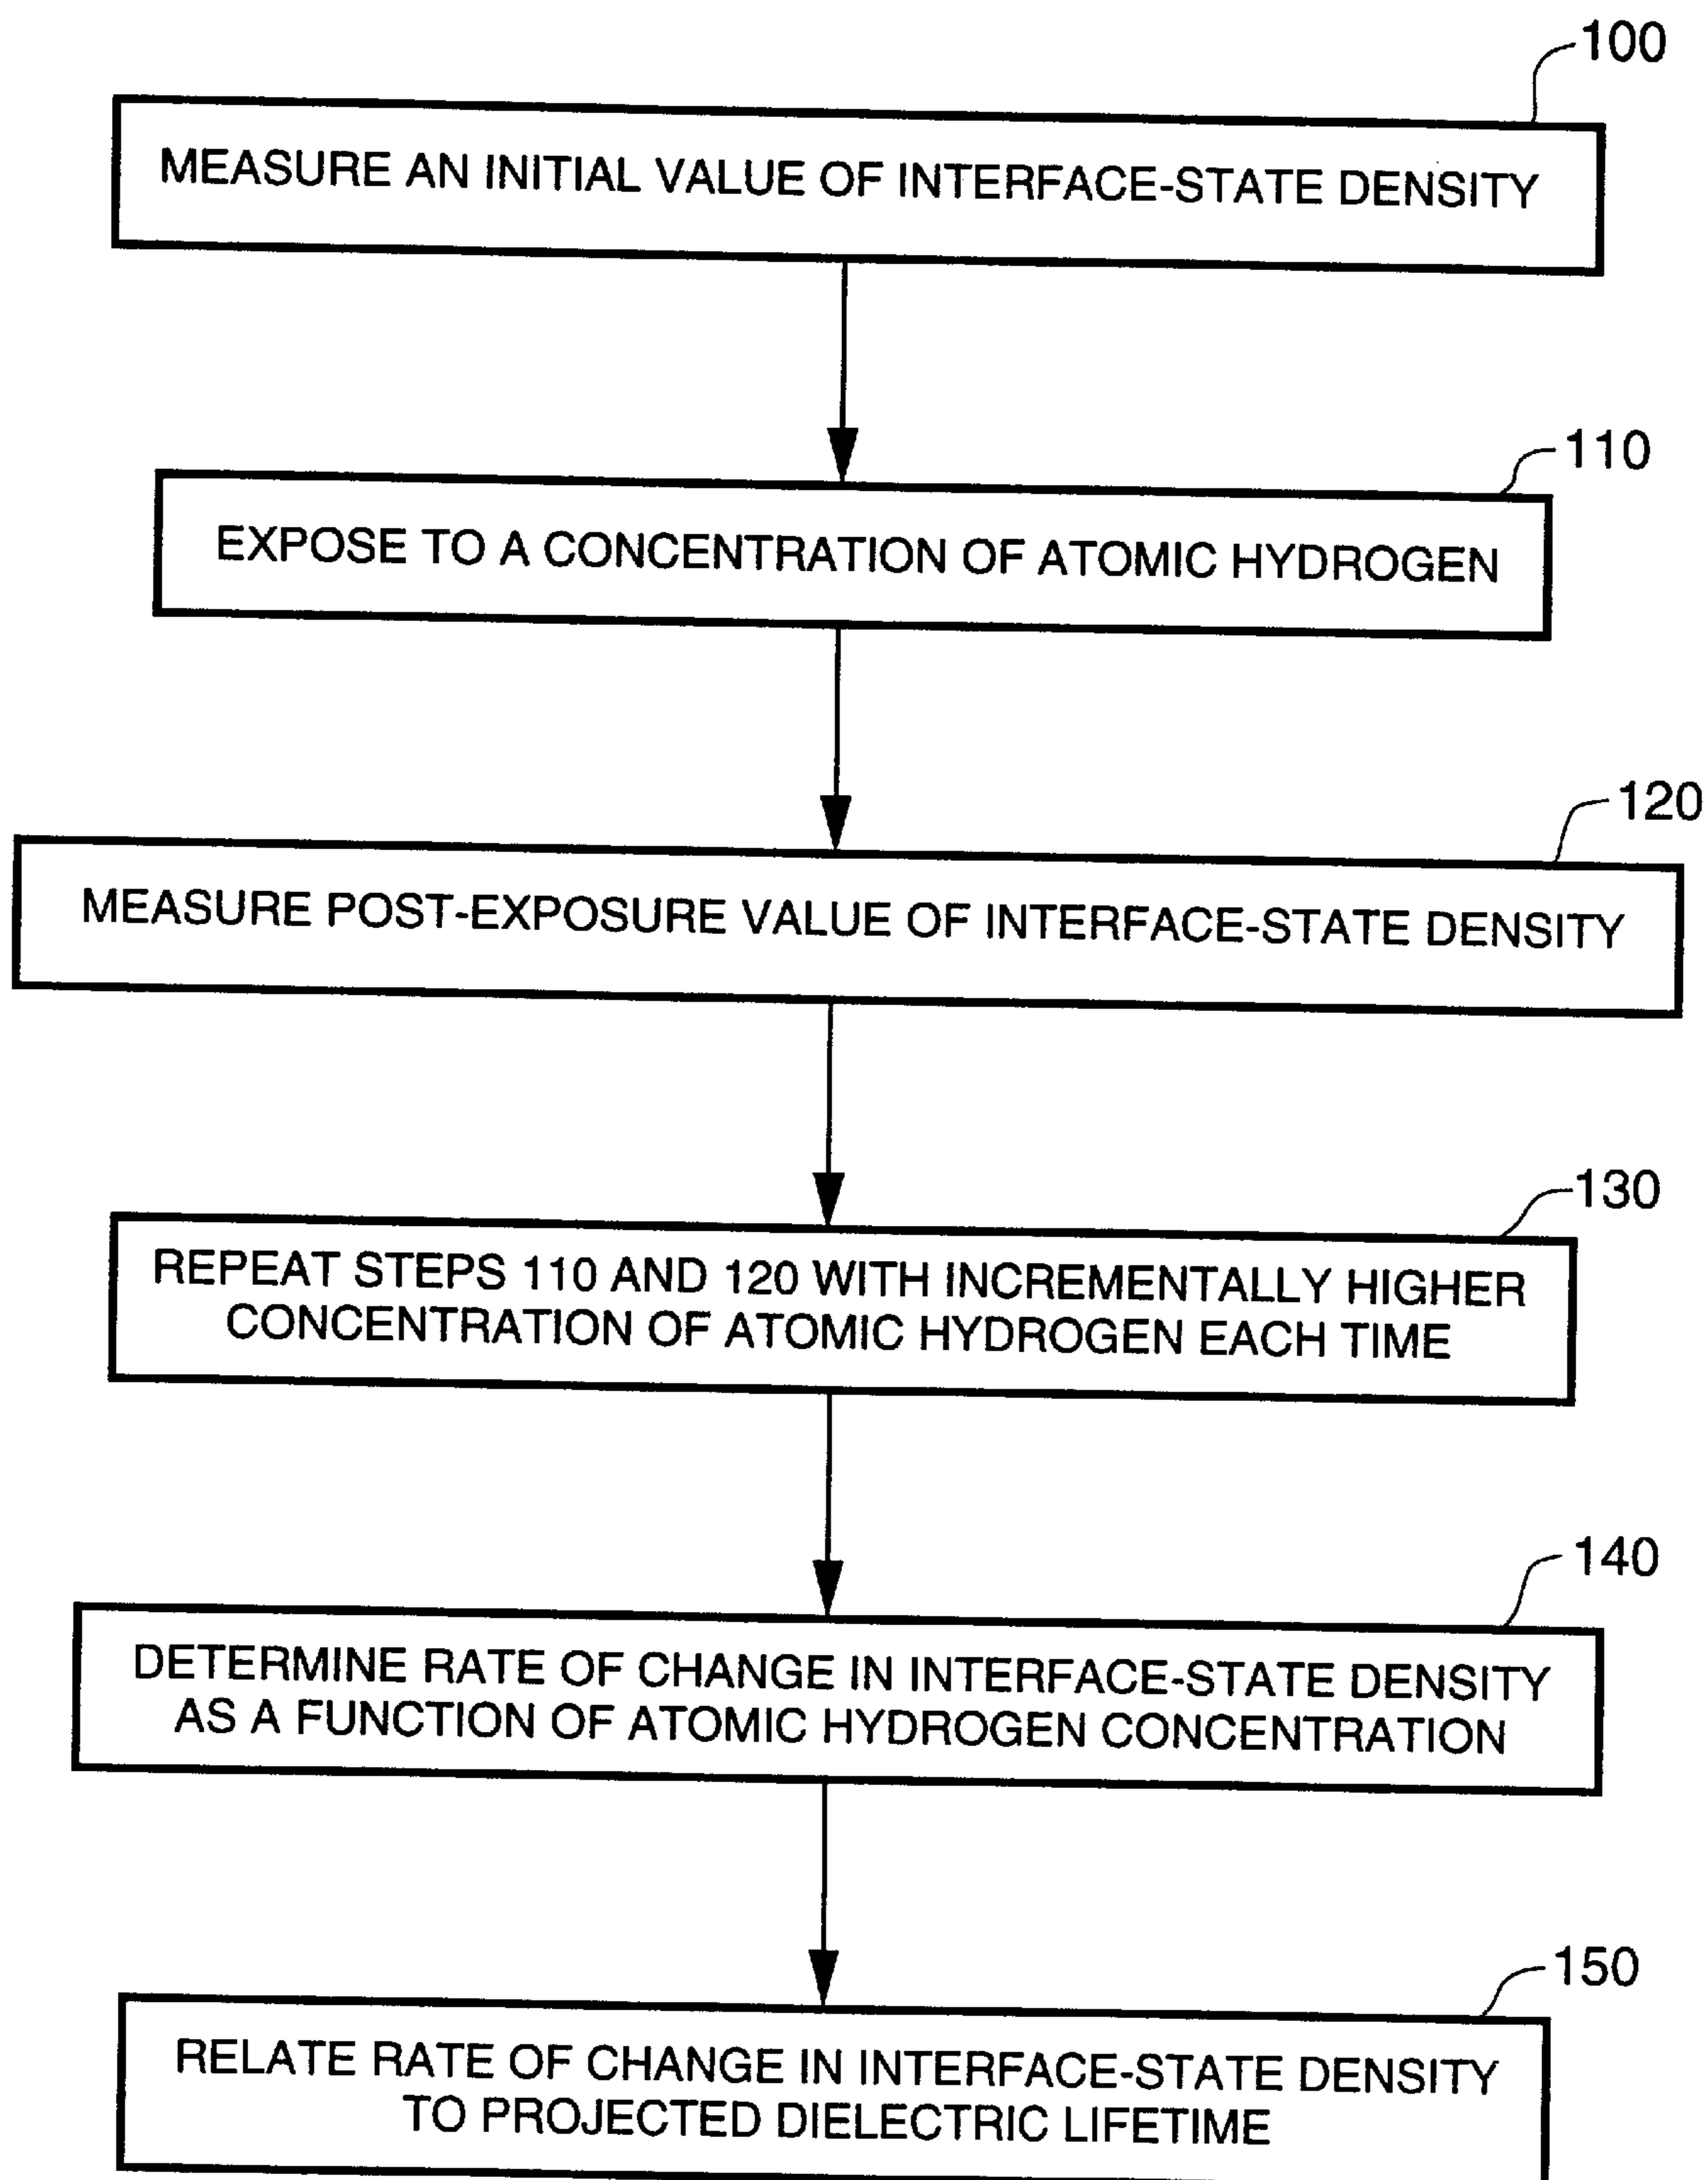 100
MEASURE AN INITIAL VALUE OF INTERFACE-STATE DENSITY
110
EXPOSE TO A CONCENTRATION OF ATOMIC HYDROGEN
120
MEASURE POST-EXPOSURE VALUE OF INTERFACE-STATE DENSITY
130
REPEAT STEPS 110 AND 120 WITH INCREMENTALLY HIGHER
CONCENTRATION OF ATOMIC HYDROGEN EACH TIME
140
DETERMINE RATE OF CHANGE IN INTERFACE-STATE DENSITY
AS A FUNCTION OF ATOMIC HYDROGEN CONCENTRATION
150
RELATE RATE OF CHANGE IN INTERFACE-STATE DENSITY
TO PROJECTED DIELECTRIC LIFETIME